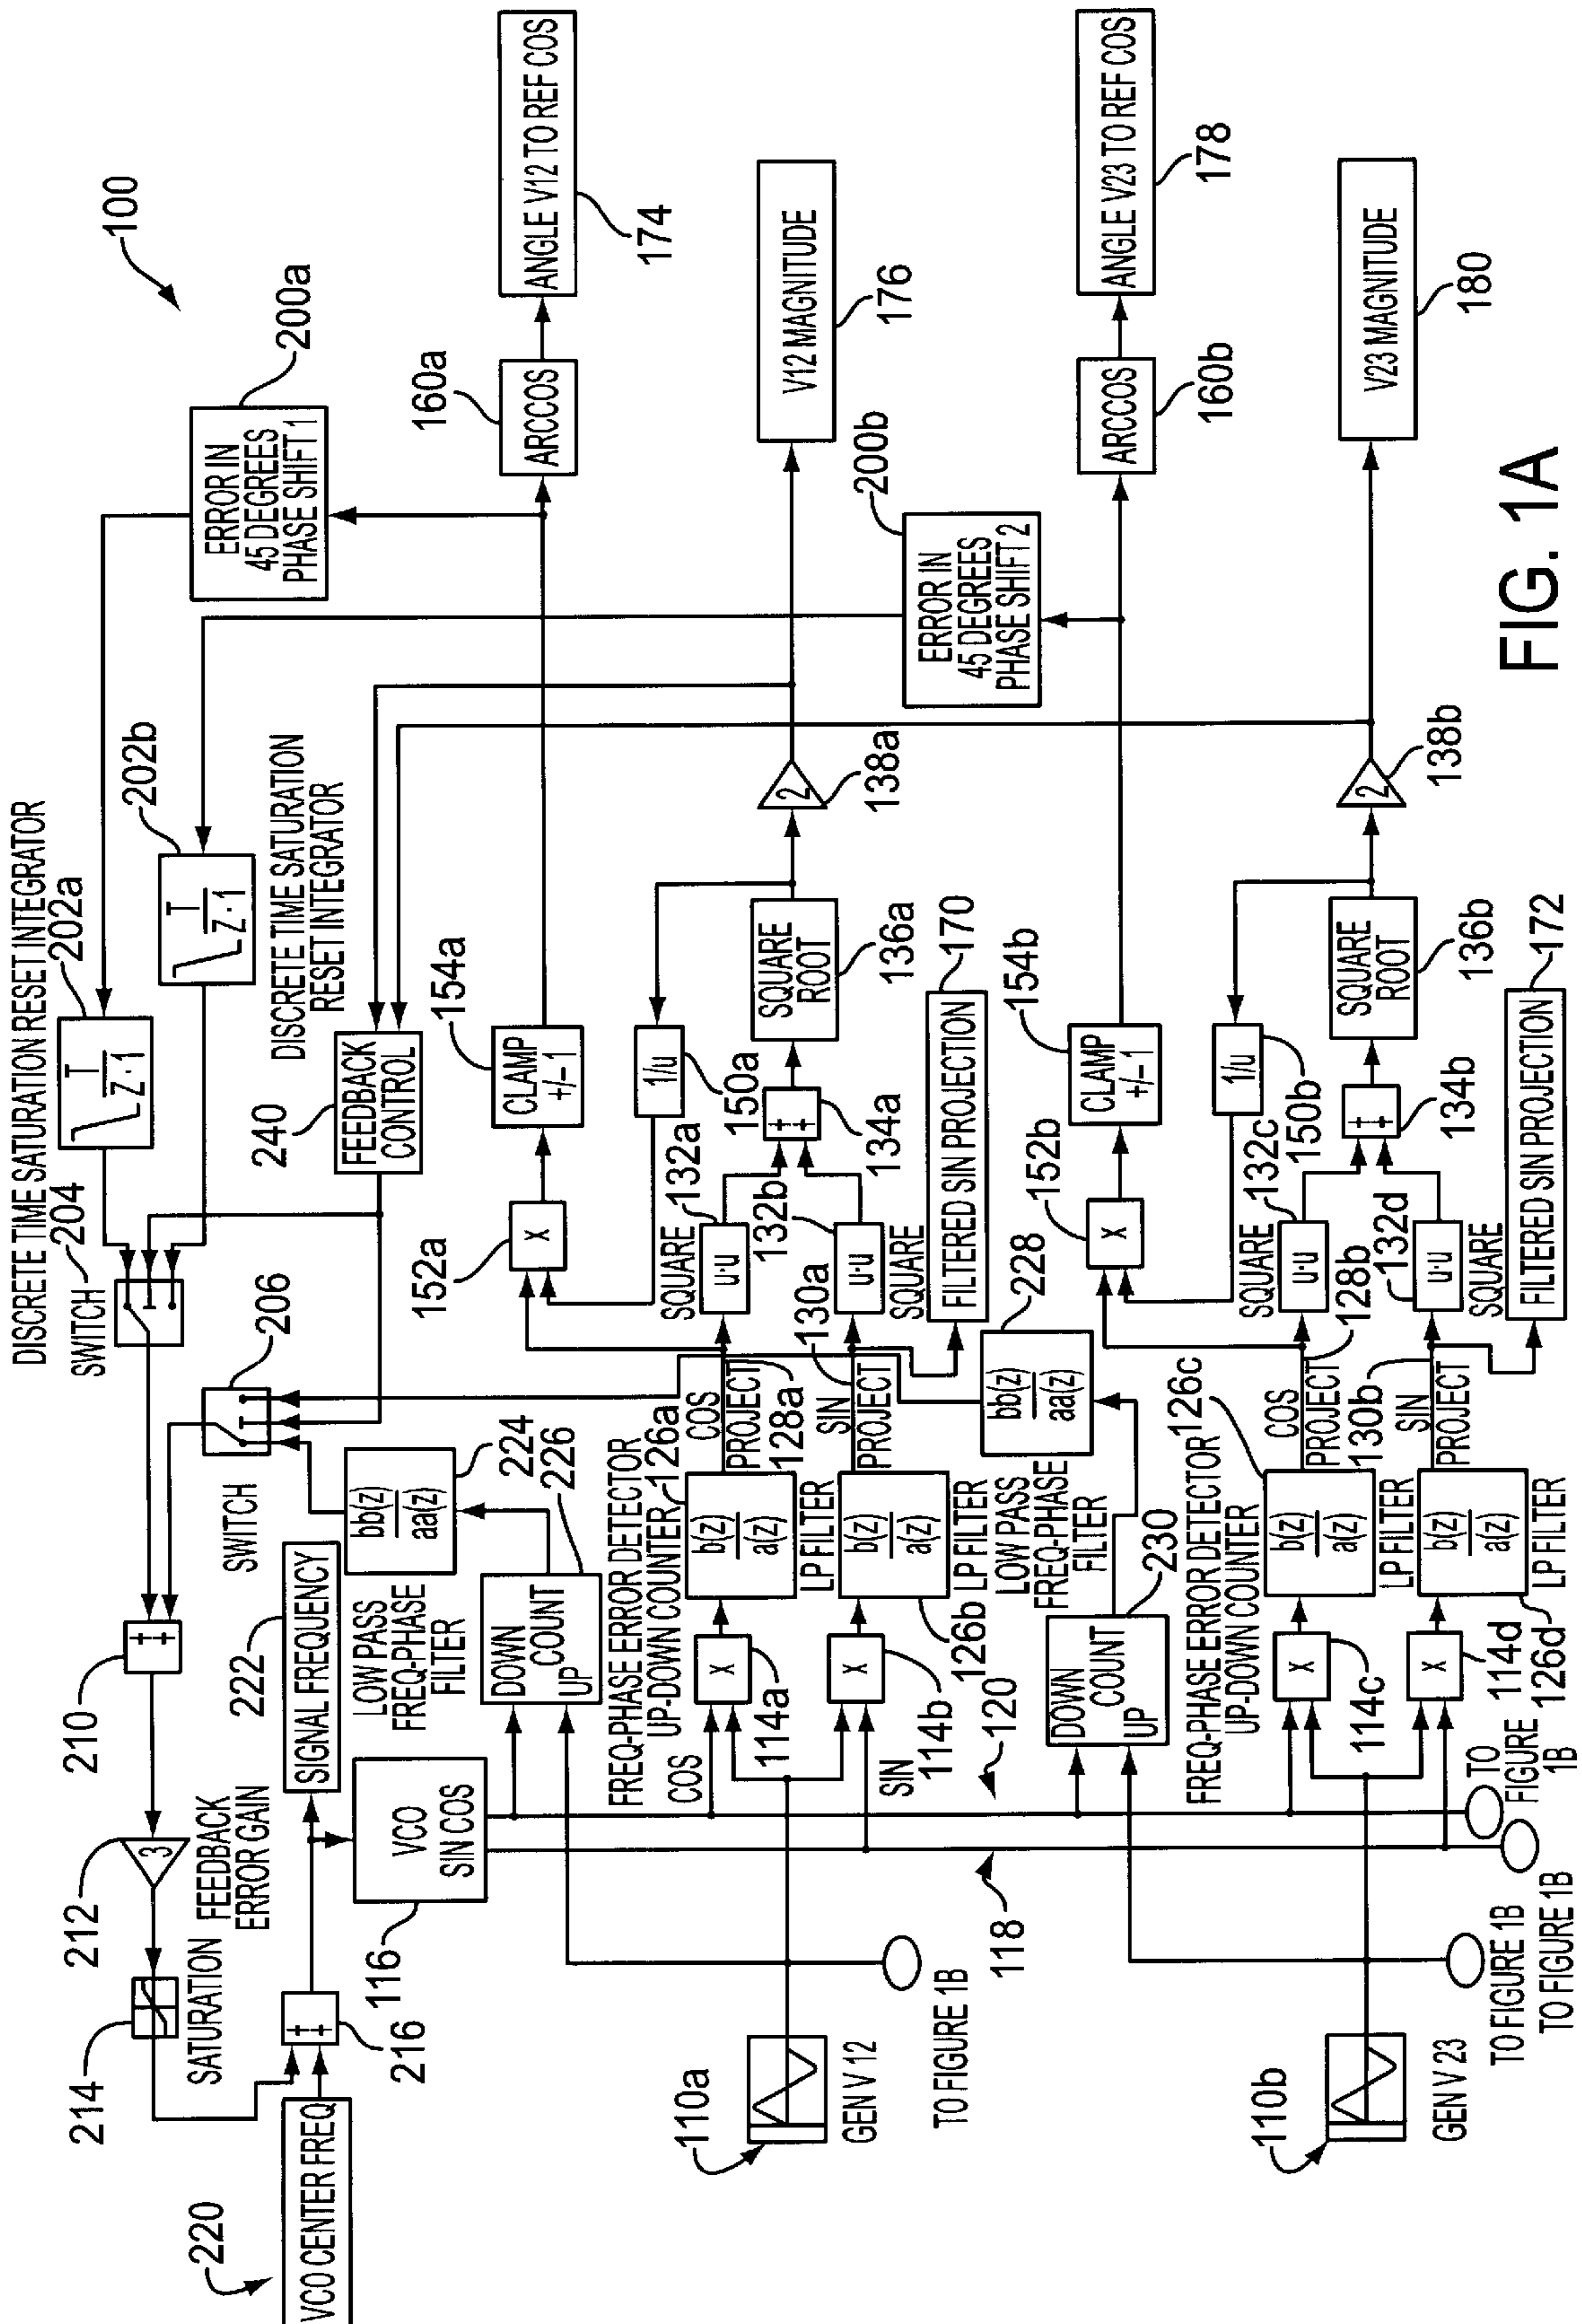 100
DISCRETE TIME SATURATION RESET INTEGRATOR
202a
T
Z-1
202b
T
Z-1
DISCRETE TIME SATURATION
RESET INTEGRATOR
200a
ERROR IN
45 DEGREES
PHASE SHIFT 1
SWITCH
204
206
SWITCH
240
FEEDBACK
CONTROL
210
++
212
3
FEEDBACK
ERROR GAIN
214
SATURATION
216
++
220
VCO CENTER FREQ
222
SIGNAL FREQUENCY
116
VCO
SIN COS
LOW PASS
FREQ-PHASE
FILTER
bb(z)
aa(z)
224
226
DOWN
COUNT
UP
FREQ-PHASE ERROR DETECTOR
UP-DOWN COUNTER
152a
X
154a
CLAMP
+/- 1
160a
ARCCOS
ANGLE V12 TO REF COS
174
COS
X
114a
126a
b(z)
a(z)
LP FILTER
COS
PROJECT
128a
SQUARE
u·u
132a
1/u
150a
SIN
114b
X
126b
b(z)
a(z)
LP FILTER
SIN
PROJECT
130a
132b
u·u
SQUARE
++
134a
SQUARE
ROOT
136a
2
138a
V12 MAGNITUDE
176
FILTERED SIN PROJECTION
170
110a
GEN V 12
TO FIGURE 1B
118
120
228
bb(z)
aa(z)
LOW PASS
FREQ-PHASE
FILTER
230
DOWN
COUNT
UP
FREQ-PHASE ERROR DETECTOR
UP-DOWN COUNTER
200b
ERROR IN
45 DEGREES
PHASE SHIFT 2
152b
X
154b
CLAMP
+/- 1
ARCCOS
160b
ANGLE V23 TO REF COS
178
X
114c
126c
b(z)
a(z)
LP FILTER
COS
PROJECT
128b
SQUARE
u·u
132c
1/u
150b
X
114d
126d
b(z)
a(z)
LP FILTER
SIN
PROJECT
130b
132d
u·u
SQUARE
++
134b
SQUARE
ROOT
136b
2
138b
V23 MAGNITUDE
180
FILTERED SIN PROJECTION
172
110b
GEN V 23
TO FIGURE 1B
TO FIGURE 1B
TO
FIGURE
1B
FIG. 1A